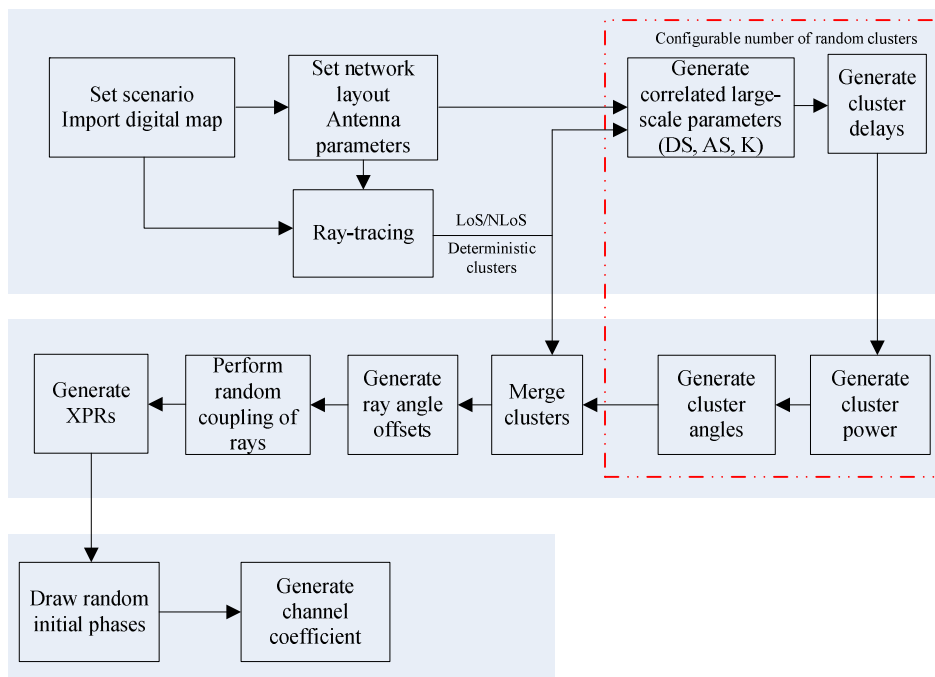 Configurable number of random clusters
Set scenario
Import digital map
Set network
layout
Antenna
parameters
Generate
correlated large-
scale parameters
(DS, AS, K)
Generate
cluster
delays
Ray-tracing
LoS/NLoS
Deterministic
clusters
Generate
XPRs
Perform
random
coupling of
rays
Generate
ray angle
offsets
Merge
clusters
Generate
cluster
angles
Generate
cluster
power
Draw random
initial phases
Generate
channel
coefficient